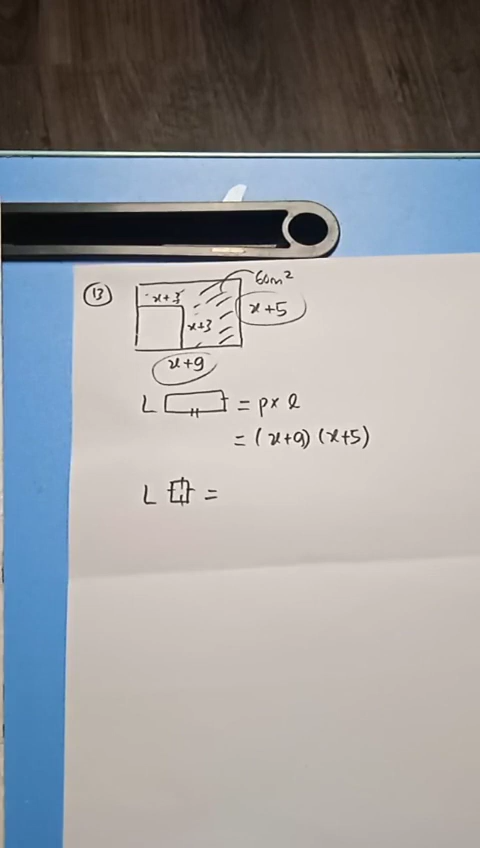 13
60m²
x+3
x+5
x+3
x+9
L = p x l
= (x+9) (x+5)
L =